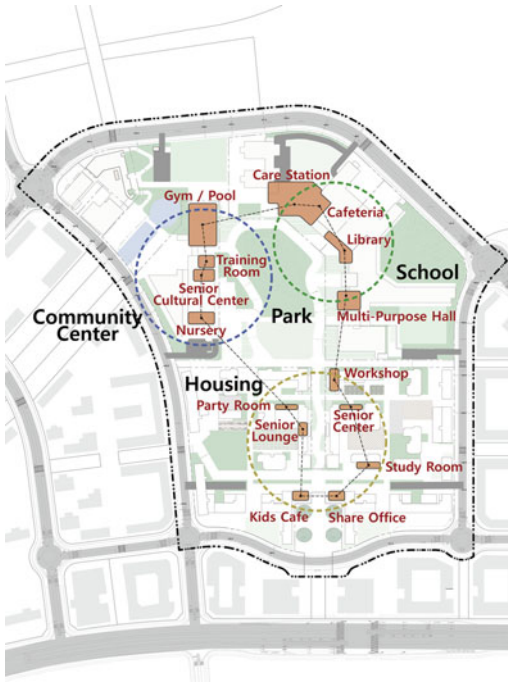 Care Station
Gym / Pool
Cafeteria
Library
Training
Room
School
Senior
Cultural Center
Community
Center
Park
Multi-Purpose Hall
Nursery
Workshop
Housing
Party Room
Senior
Center
Senior
Lounge
Study Room
Kids Cafe
Share Office